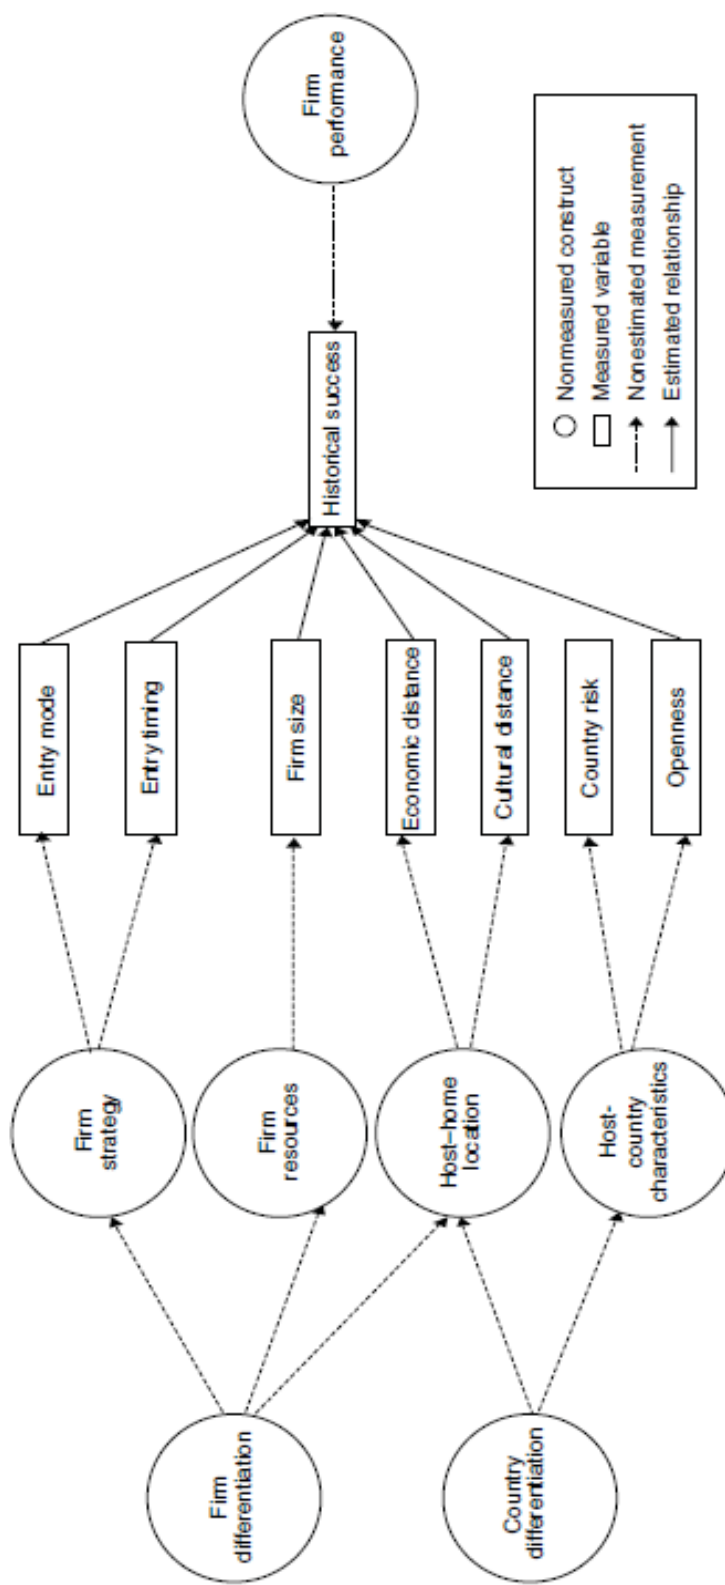 Firm
differentiation
Country
differentiation
Firm
strategy
Firm
resources
Host–home
location
Host-
country
characteristics
Entry mode
Entry timing
Firm size
Economic distance
Cultural distance
Country risk
Openness
Historical success
Firm
performance
Nonmeasured construct
Measured variable
Nonestimated measurement
Estimated relationship